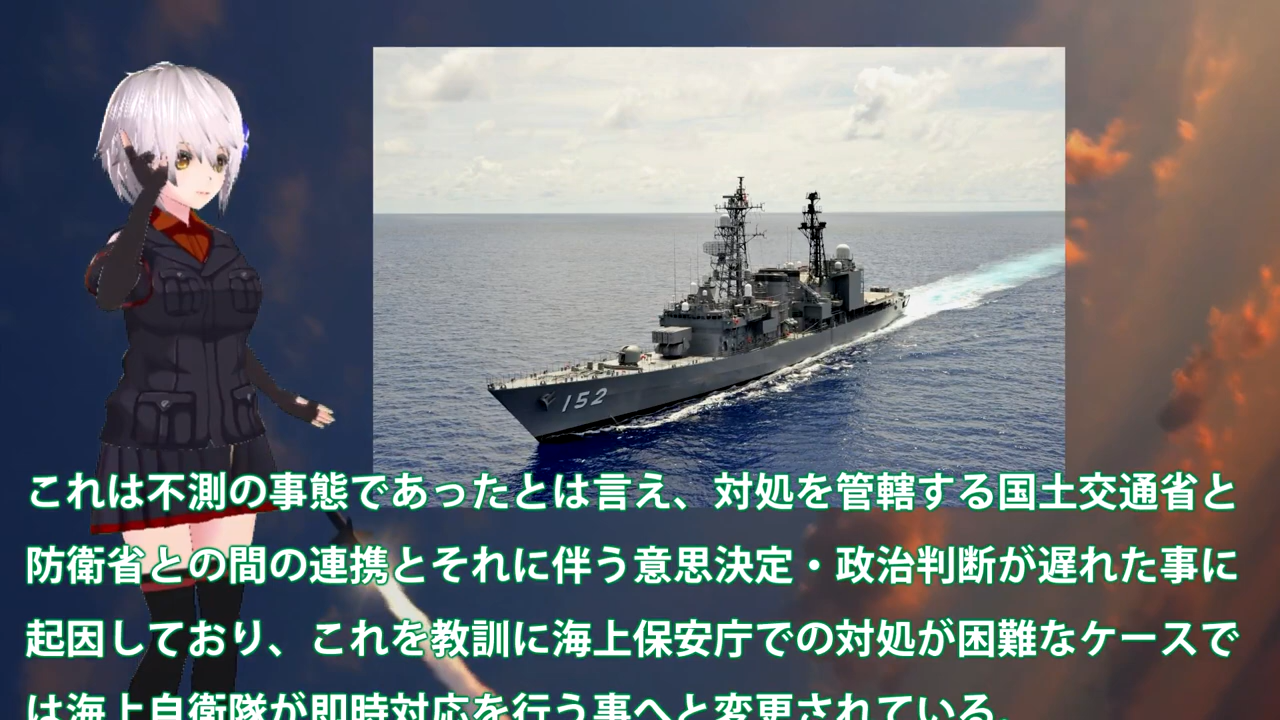 152
これは不測の事態であったとは言え、対処を管轄する国土交通省と
防衛省との間の連携とそれに伴う意思決定・政治判断が遅れた事に
起因しており、これを教訓に海上保安庁での対処が困難なケースで
は海上自衛隊が即時対応を行う事へと変更されている。